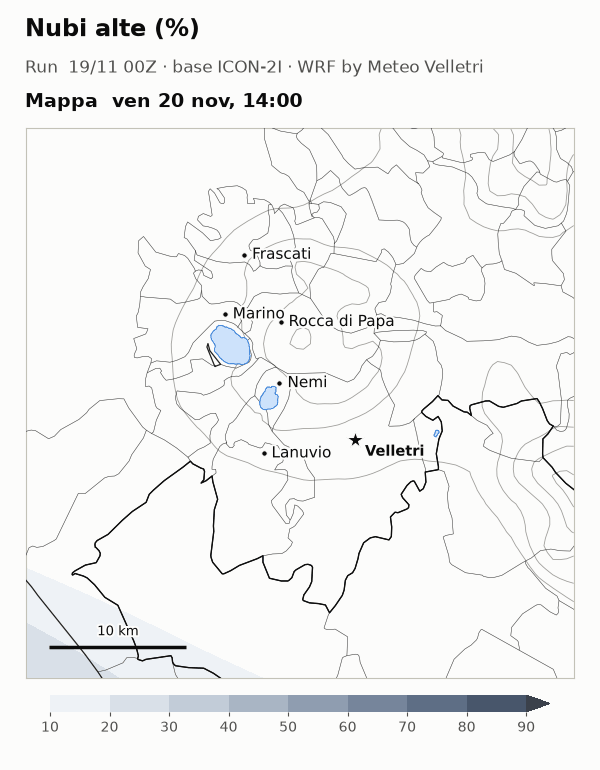 Nubi alte (%)
Run  19/11 00Z · base ICON-2I · WRF by Meteo Velletri
Mappa  ven 20 nov, 14:00
Frascati
Marino
Rocca di Papa
Nemi
Velletri
Lanuvio
10 km
10 20 30 40 50 60 70 80 90